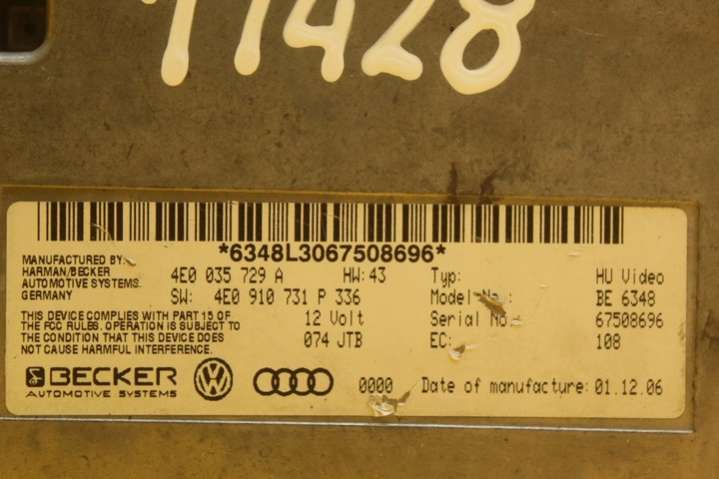 11428
*6348L3067508696*
MANUFACTURED BY:
HARMAN/BECKER
AUTOMOTIVE SYSTEMS
GERMANY
4E0 035 729 A HW: 43
SW: 4E0 910 731 P 336
Typ: HU Video
Model-No.: BE 6348
Serial No.: 67508696
EC: 108
THIS DEVICE COMPLIES WITH PART 15 OF
THE FCC RULES. OPERATION IS SUBJECT TO
THE CONDITION THAT THIS DEVICE DOES
NOT CAUSE HARMFUL INTERFERENCE.
12 Volt
074 JTB
BECKER
AUTOMOTIVE SYSTEMS
0000 Date of manufacture: 01.12.06